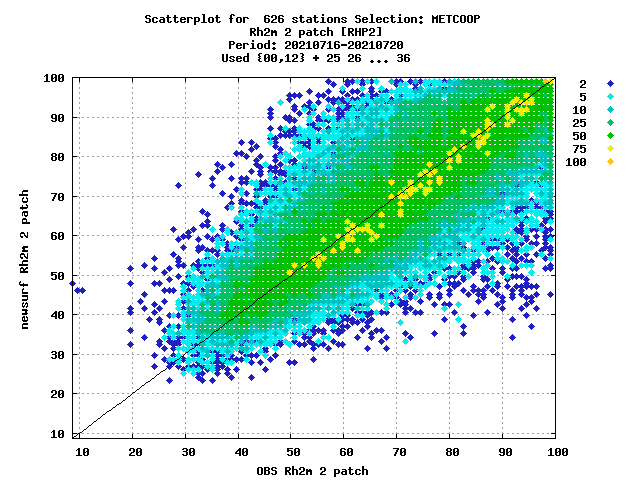 Scatterplot for  626 stations Selection: METCOOP
Rh2m 2 patch [RHP2]
Period: 20210716-20210720
Used {00,12} + 25 26 ... 36
100
90
80
70
60
50
40
30
20
10
newsurf Rh2m 2 patch
10 20 30 40 50 60 70 80 90 100
OBS Rh2m 2 patch
2
5
10
25
50
75
100